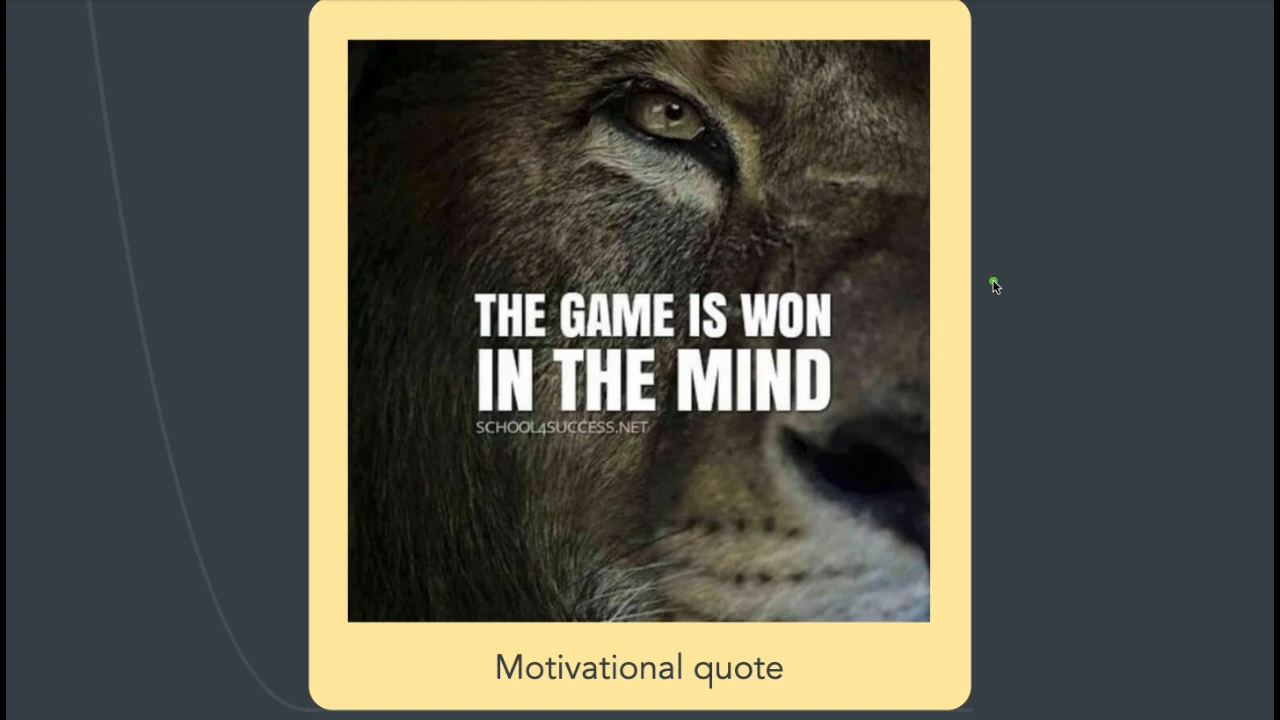 THE GAME IS WON
IN THE MIND
SCHOOL4SUCCESS.NET
Motivational quote